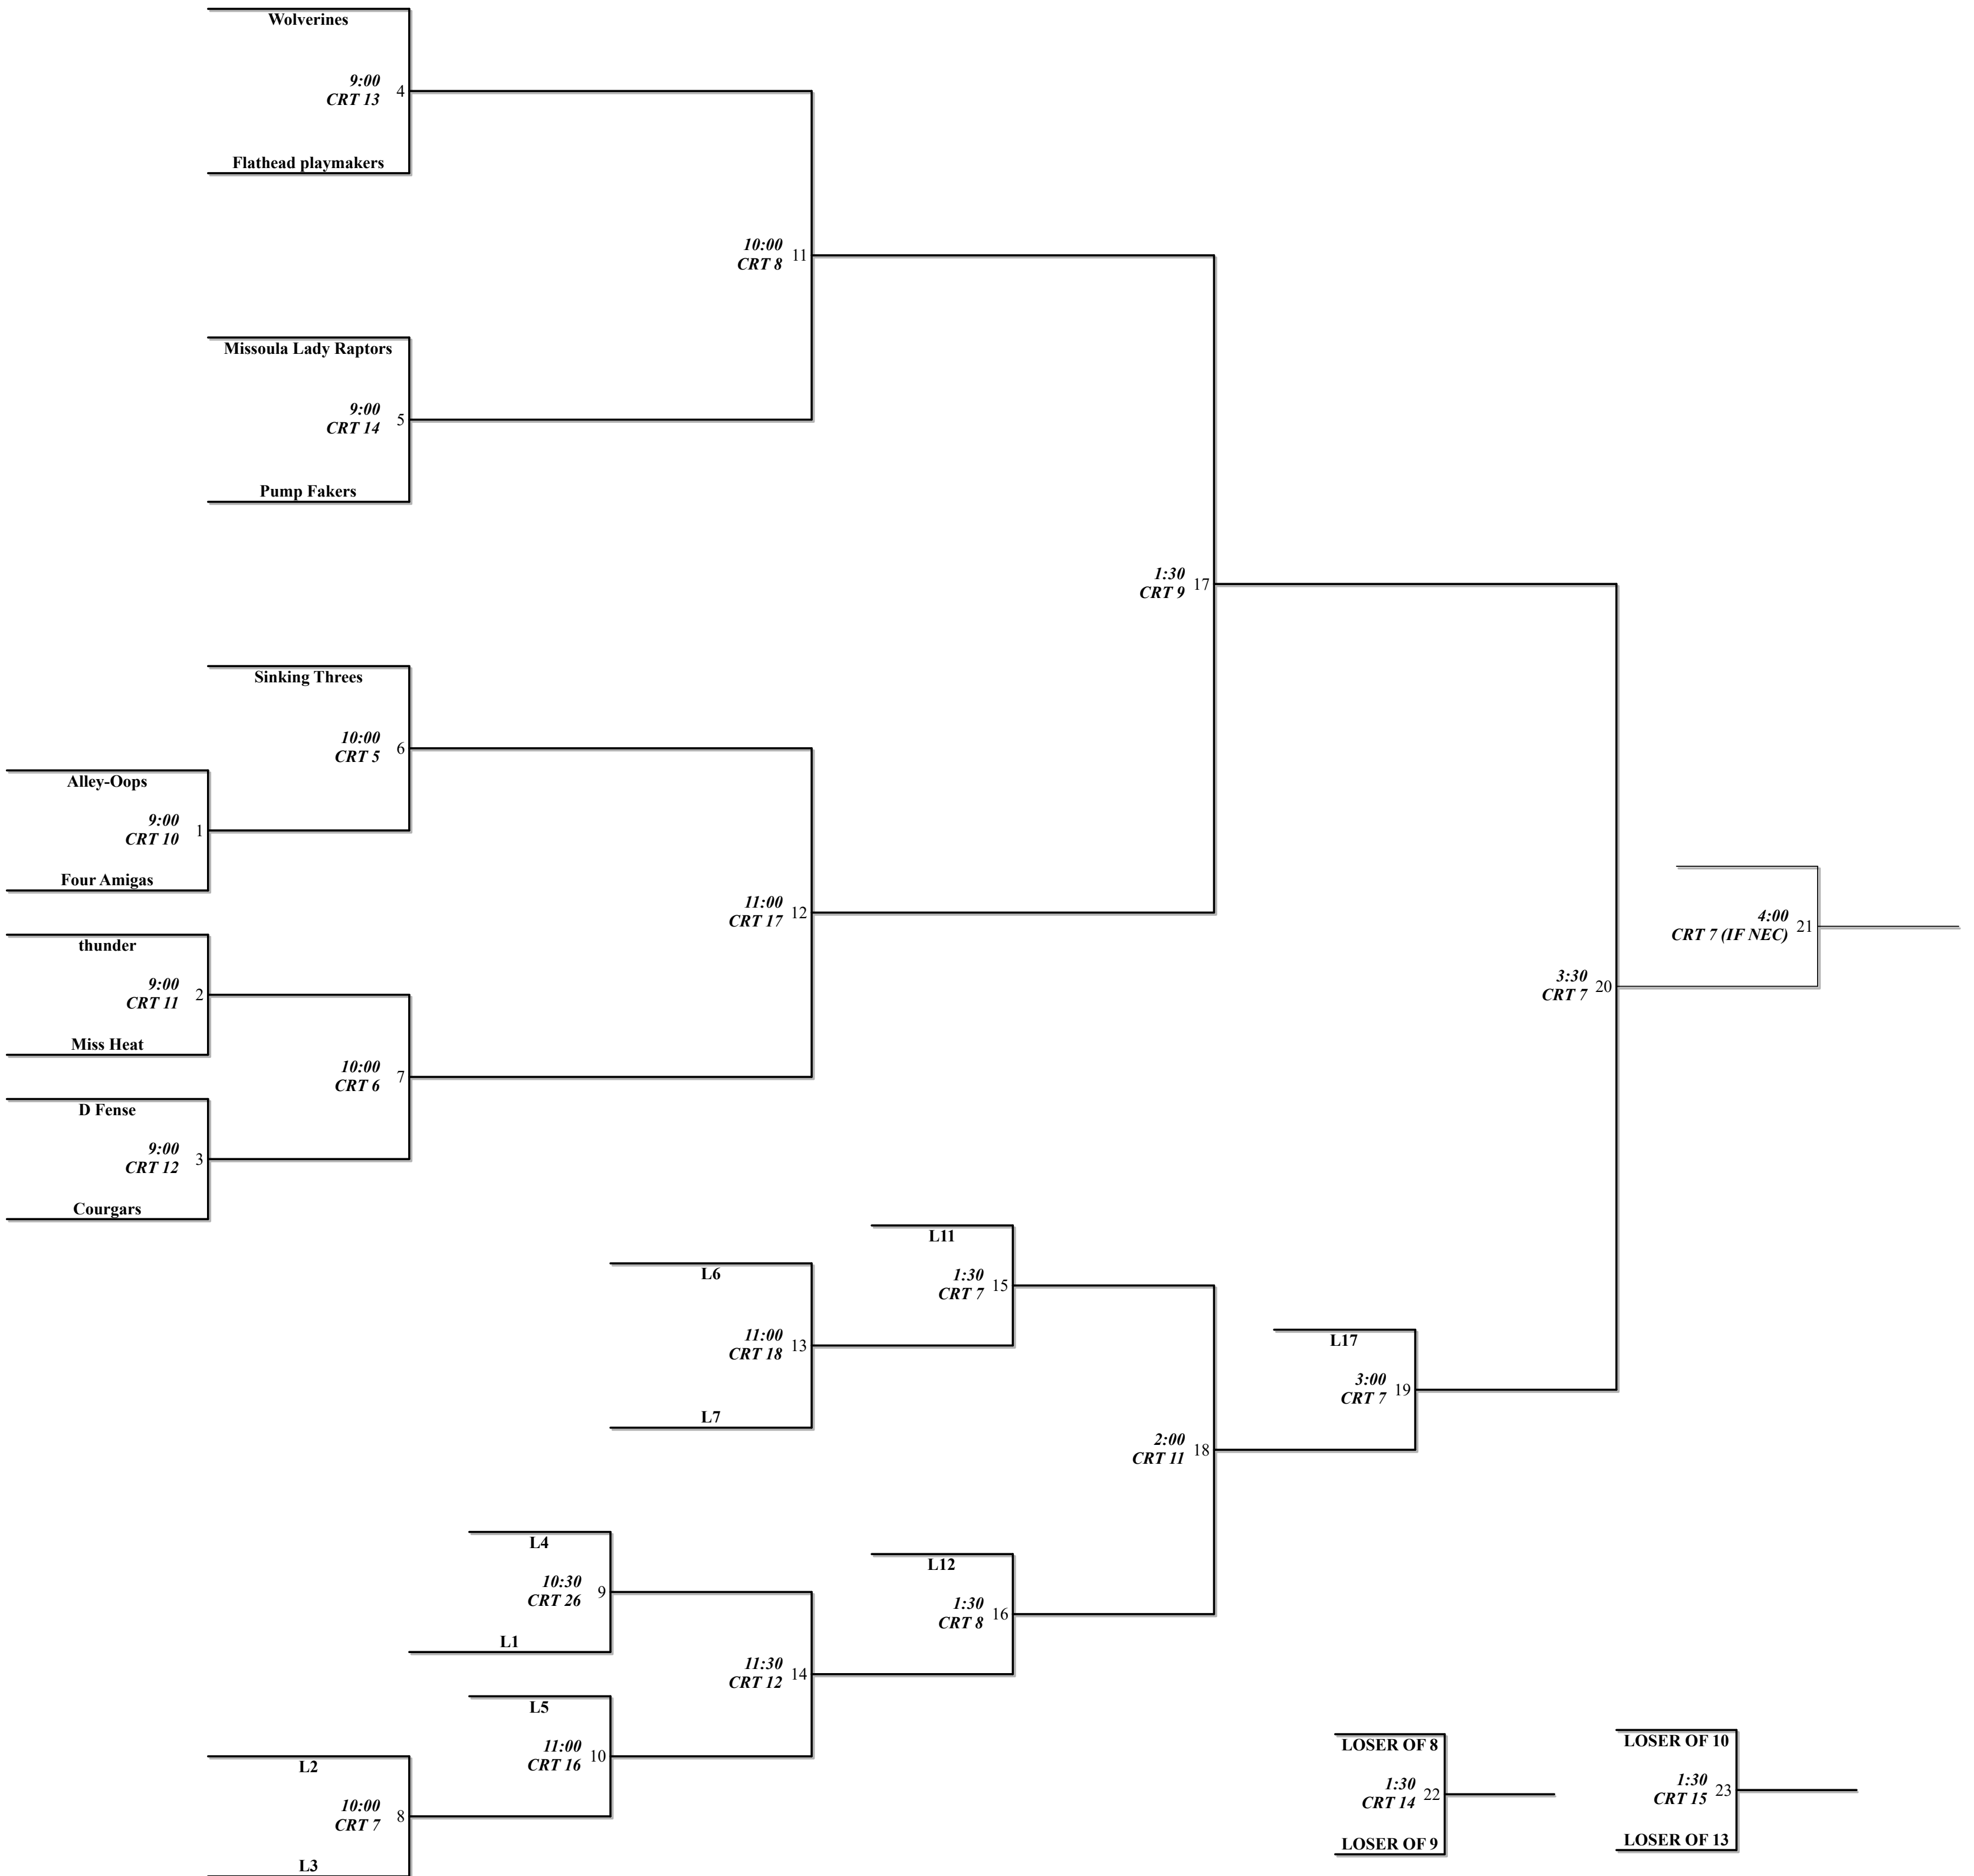 Wolverines
9:00
CRT 13
4
Flathead playmakers
10:00
CRT 8
11
Missoula Lady Raptors
9:00
CRT 14
5
Pump Fakers
1:30
CRT 9
17
Sinking Threes
10:00
CRT 5
6
Alley-Oops
9:00
CRT 10
1
Four Amigas
11:00
CRT 17
12
thunder
9:00
CRT 11
2
Miss Heat
10:00
CRT 6
7
D Fense
9:00
CRT 12
3
Courgars
4:00
CRT 7 (IF NEC)
21
3:30
CRT 7
20
L11
1:30
CRT 7
15
L6
11:00
CRT 18
13
L7
L17
3:00
CRT 7
19
2:00
CRT 11
18
L4
10:30
CRT 26
9
L1
L12
1:30
CRT 8
16
11:30
CRT 12
14
L5
11:00
CRT 16
10
L2
10:00
CRT 7
8
L3
LOSER OF 8
1:30
CRT 14
22
LOSER OF 9
LOSER OF 10
1:30
CRT 15
23
LOSER OF 13